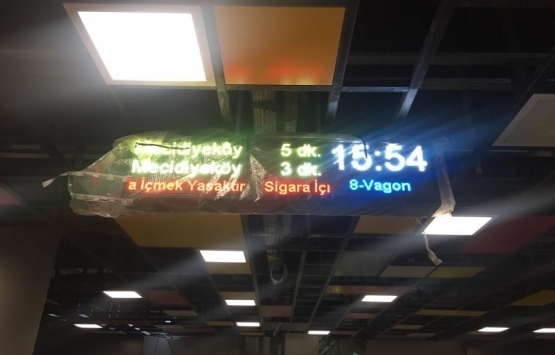 Mecidiyeköy 5 dk. 15:54
Mecidiyeköy 3 dk.
a İçmek Yasaktır Sigara İçi 8-Vagon